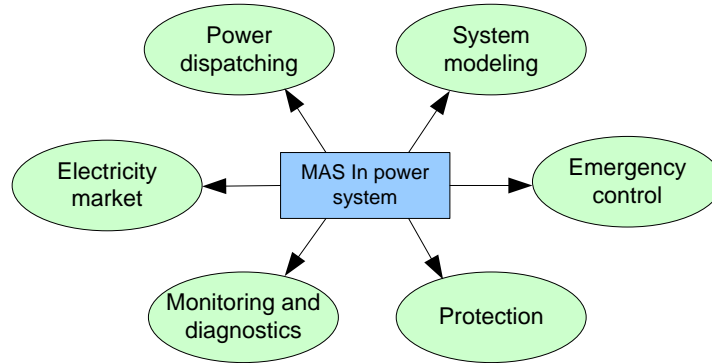 Power
dispatching
System
modeling
Electricity
market
MAS In power
system
Emergency
control
Monitoring and
diagnostics
Protection